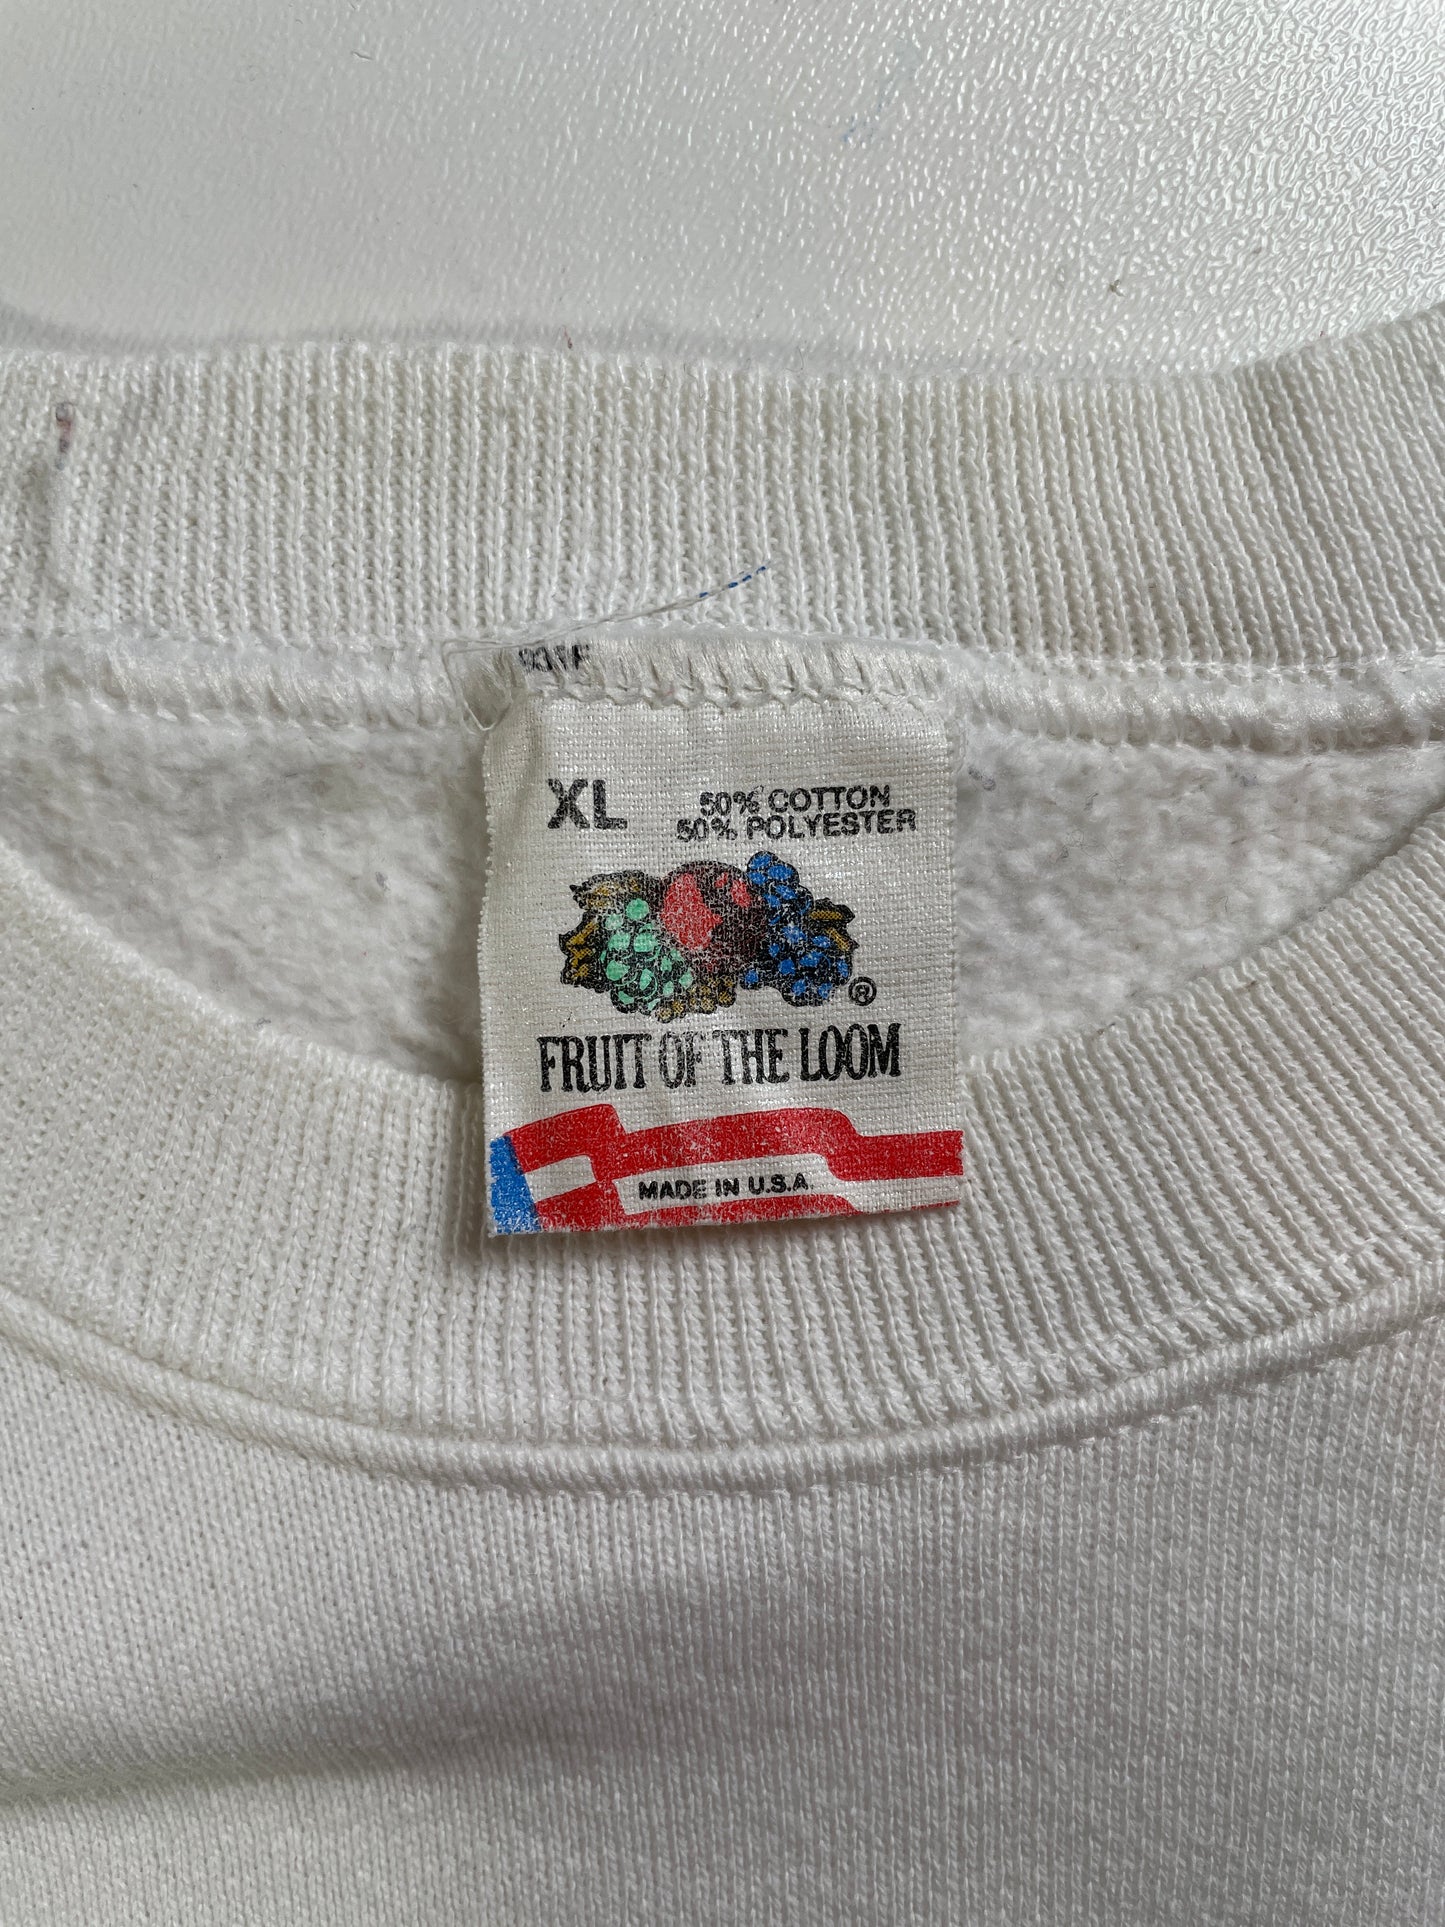 XL
50% COTTON
50% POLYESTER
®
FRUIT OF THE LOOM
MADE IN U.S.A.